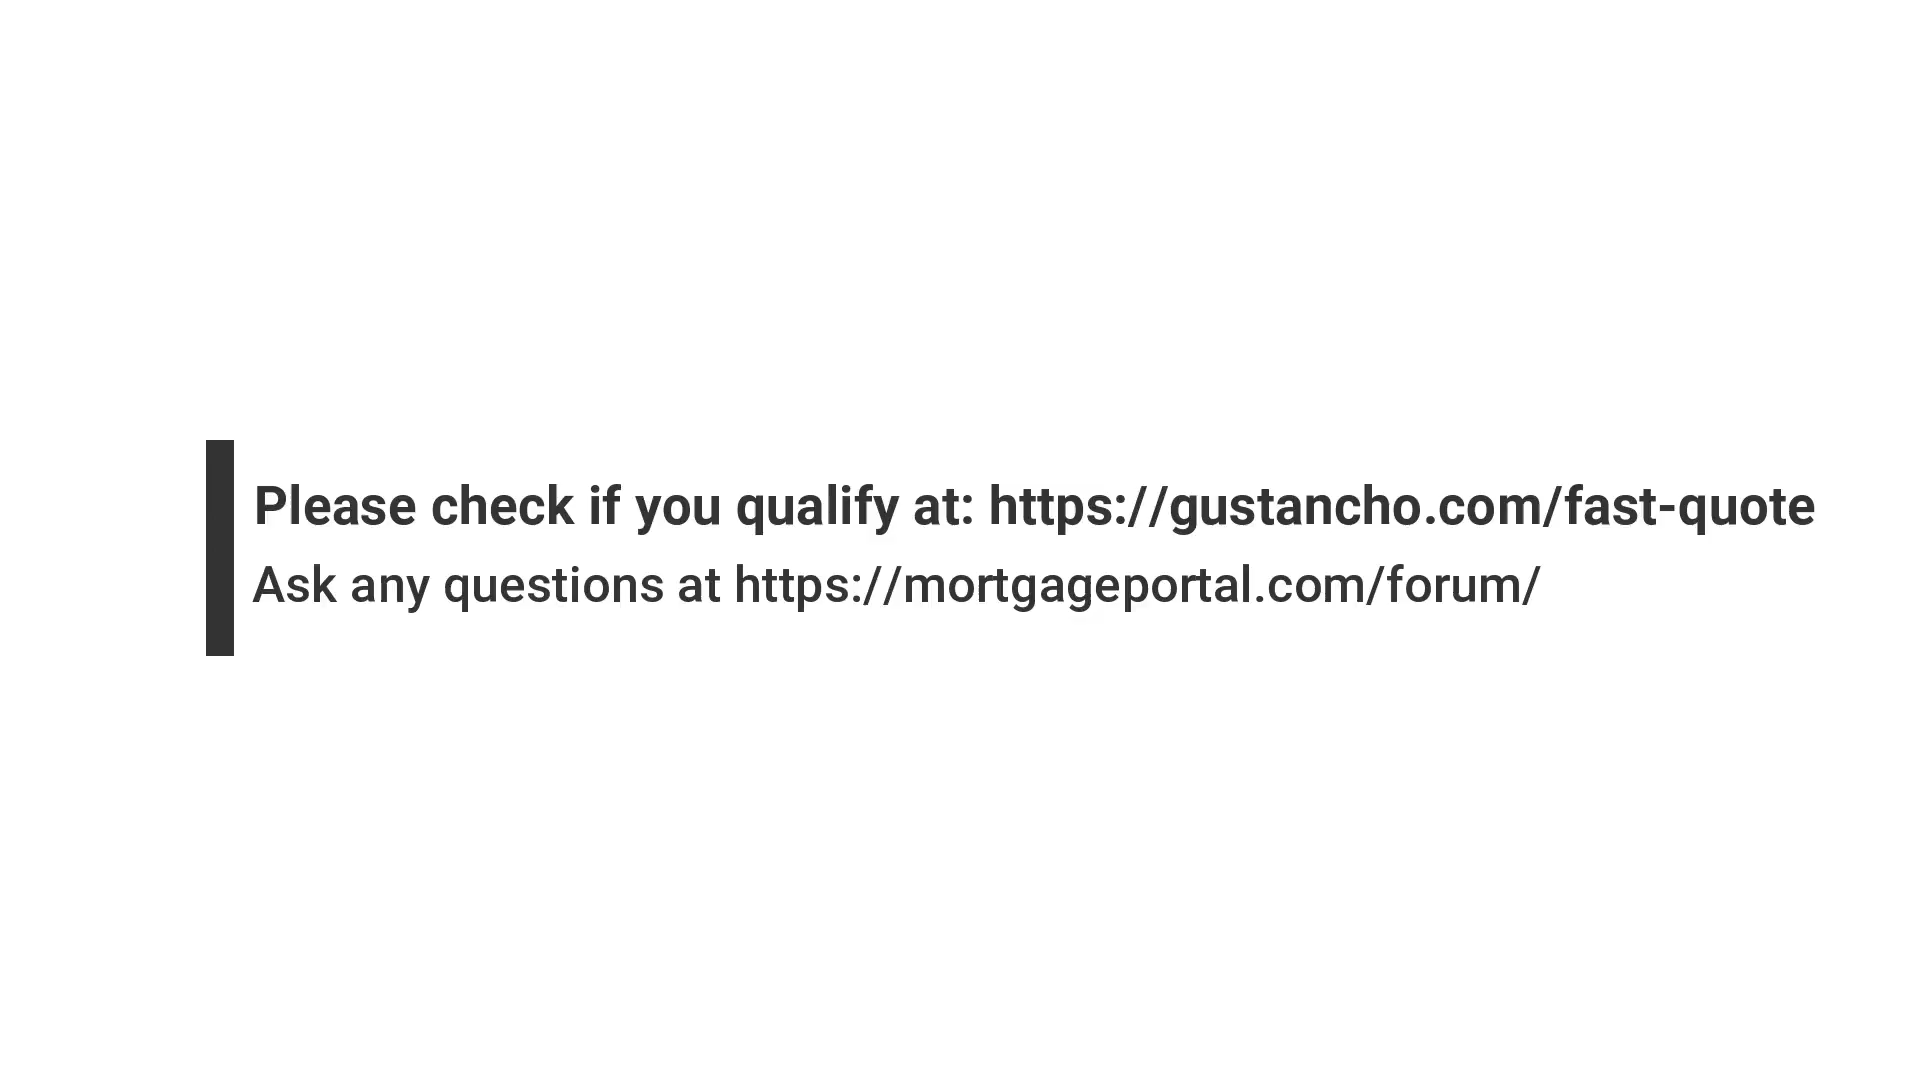 Please check if you qualify at: https://gustancho.com/fast-quote
Ask any questions at https://mortgageportal.com/forum/